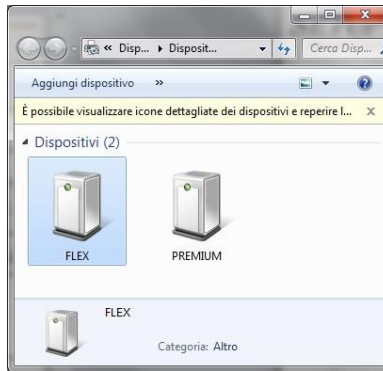 « Disp... ▸ Disposit...
Cerca Disp...
Aggiungi dispositivo »
È possibile visualizzare icone dettagliate dei dispositivi e reperire l...
Dispositivi (2)
FLEX
PREMIUM
FLEX
Categoria: Altro